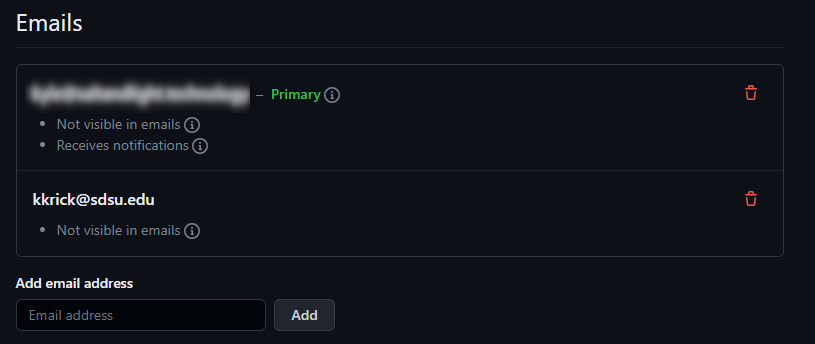 Emails
– Primary
Not visible in emails
Receives notifications
kkrick@sdsu.edu
Not visible in emails
Add email address
Email address
Add